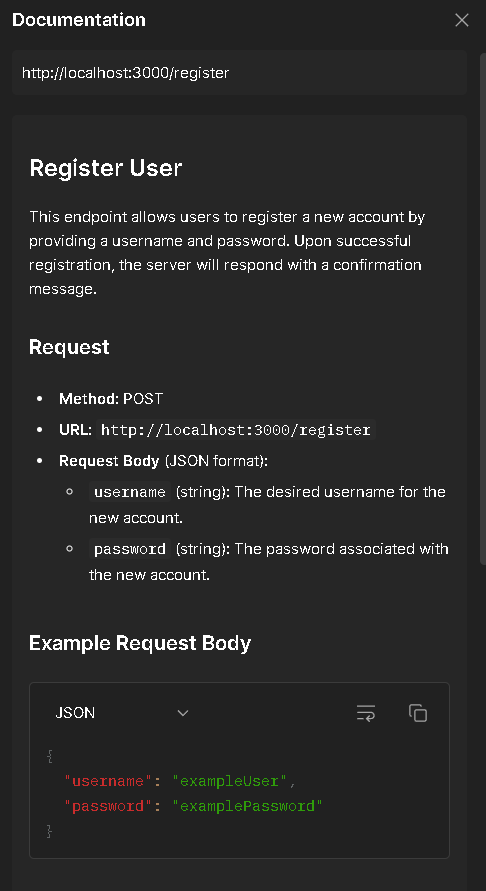 Documentation
http://localhost:3000/register
Register User
This endpoint allows users to register a new account by
providing a username and password. Upon successful
registration, the server will respond with a confirmation
message.
Request
• Method: POST
• URL: http://localhost:3000/register
• Request Body (JSON format):
○ username (string): The desired username for the
new account.
○ password (string): The password associated with
the new account.
Example Request Body
JSON
{
"username": "exampleUser",
"password": "examplePassword"
}